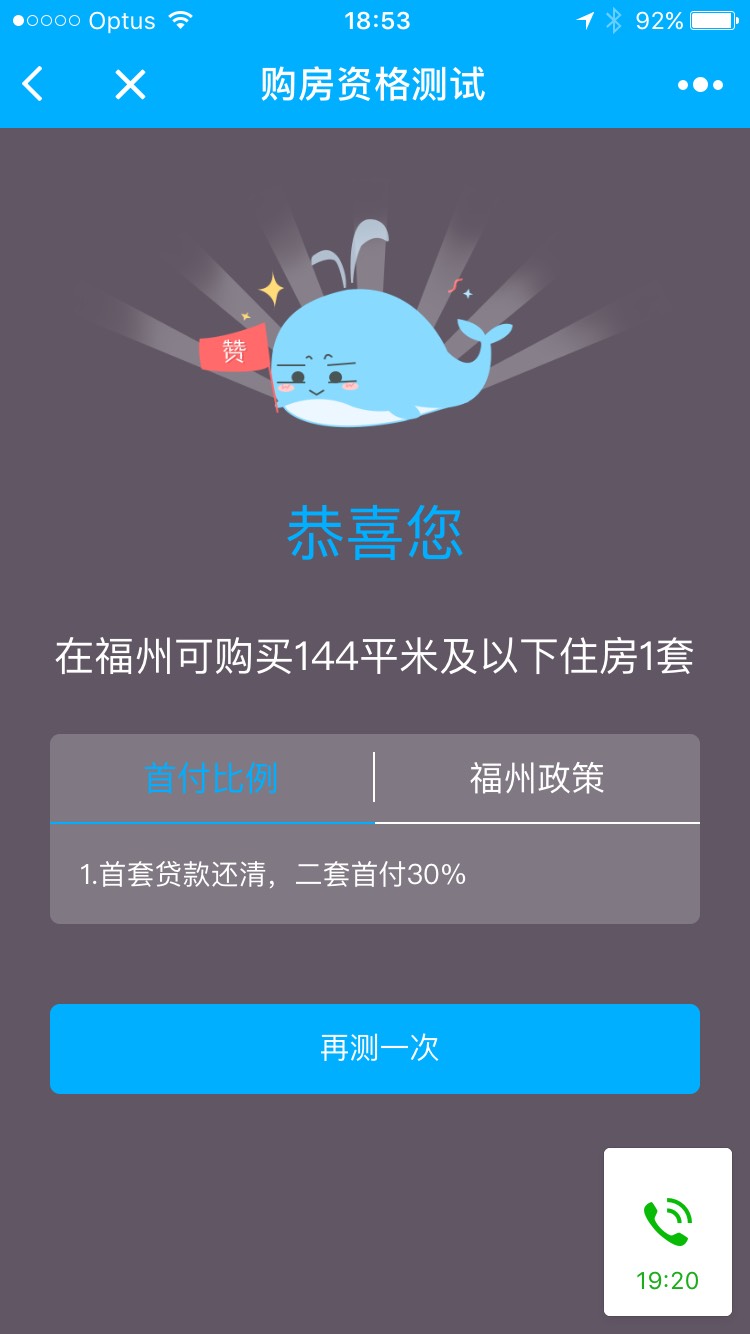 Optus 18:53 92%
购房资格测试
赞
恭喜您
在福州可购买144平米及以下住房1套
首付比例 福州政策
1.首套贷款还清，二套首付30%
再测一次
19:20